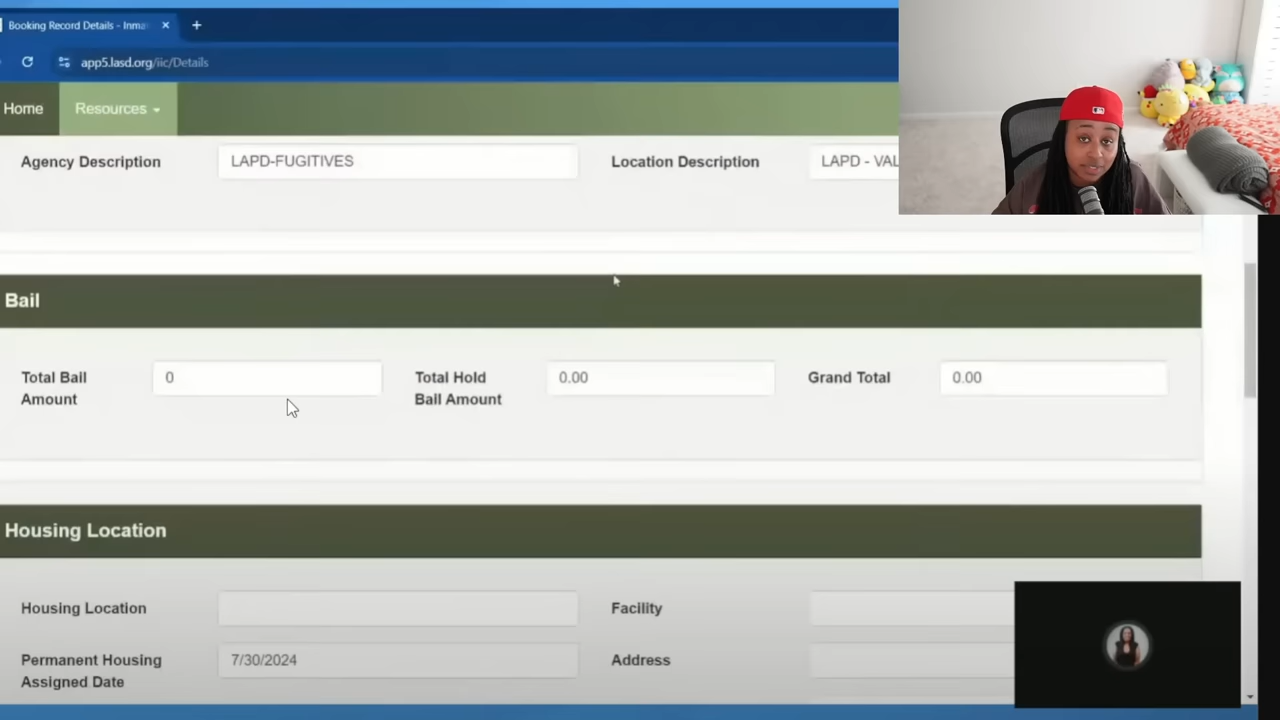 Booking Record Details - Inma
app5.lasd.org/iic/Details
Home
Resources
Agency Description
LAPD-FUGITIVES
Location Description
LAPD - VAL
Bail
Total Bail Amount
0
Total Hold Bail Amount
0.00
Grand Total
0.00
Housing Location
Housing Location
Facility
Permanent Housing Assigned Date
7/30/2024
Address